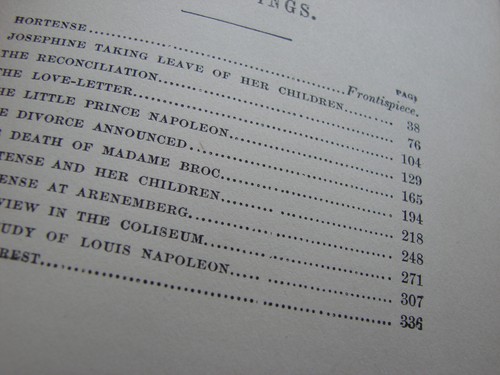 INGS.
PAGE
HORTENSE........Frontispiece.
JOSEPHINE TAKING LEAVE OF HER CHILDREN........ 38
THE RECONCILIATION........ 76
THE LOVE-LETTER........ 104
HE LITTLE PRINCE NAPOLEON........ 129
E DIVORCE ANNOUNCED........ 165
DEATH OF MADAME BROC........ 194
TENSE AND HER CHILDREN........ 218
ENSE AT ARENEMBERG........ 248
VIEW IN THE COLISEUM........ 271
UDY OF LOUIS NAPOLEON........ 307
REST........ 336